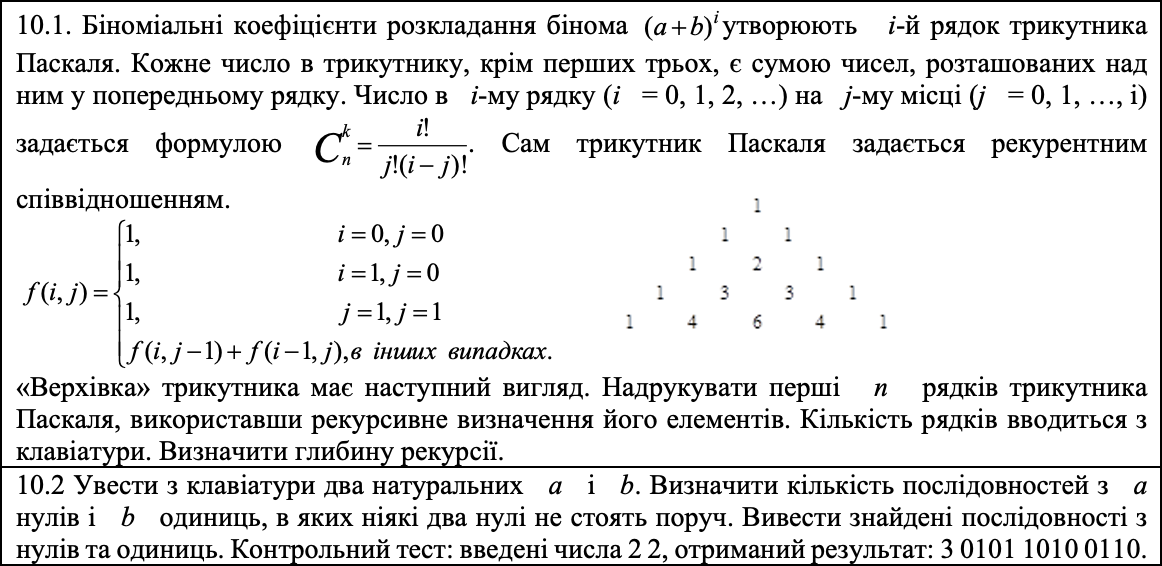 10.1. Біноміальні коефіцієнти розкладання бінома (a+b)^i утворюють i-й рядок трикутника
Паскаля. Кожне число в трикутнику, крім перших трьох, є сумою чисел, розташованих над
ним у попередньому рядку. Число в i-му рядку (i = 0, 1, 2, …) на j-му місці (j = 0, 1, …, i)
задається формулою C_n^k = i! / j!(i − j)!. Сам трикутник Паскаля задається рекурентним
співвідношенням.
f(i, j) = {
1, i = 0, j = 0
1, i = 1, j = 0
1, j = 1, j = 1
f(i, j − 1) + f(i − 1, j), в інших випадках.
1
1 1
1 2 1
1 3 3 1
1 4 6 4 1
«Верхівка» трикутника має наступний вигляд. Надрукувати перші n рядків трикутника
Паскаля, використавши рекурсивне визначення його елементів. Кількість рядків вводиться з
клавіатури. Визначити глибину рекурсії.
10.2 Увести з клавіатури два натуральних a і b. Визначити кількість послідовностей з a
нулів і b одиниць, в яких ніякі два нулі не стоять поруч. Вивести знайдені послідовності з
нулів та одиниць. Контрольний тест: введені числа 2 2, отриманий результат: 3 0101 1010 0110.